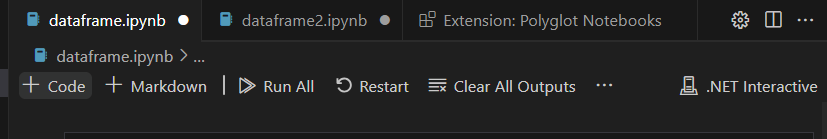 dataframe.ipynb dataframe2.ipynb Extension: Polyglot Notebooks ...
dataframe.ipynb > ...
+ Code + Markdown | Run All Restart Clear All Outputs ... .NET Interactive